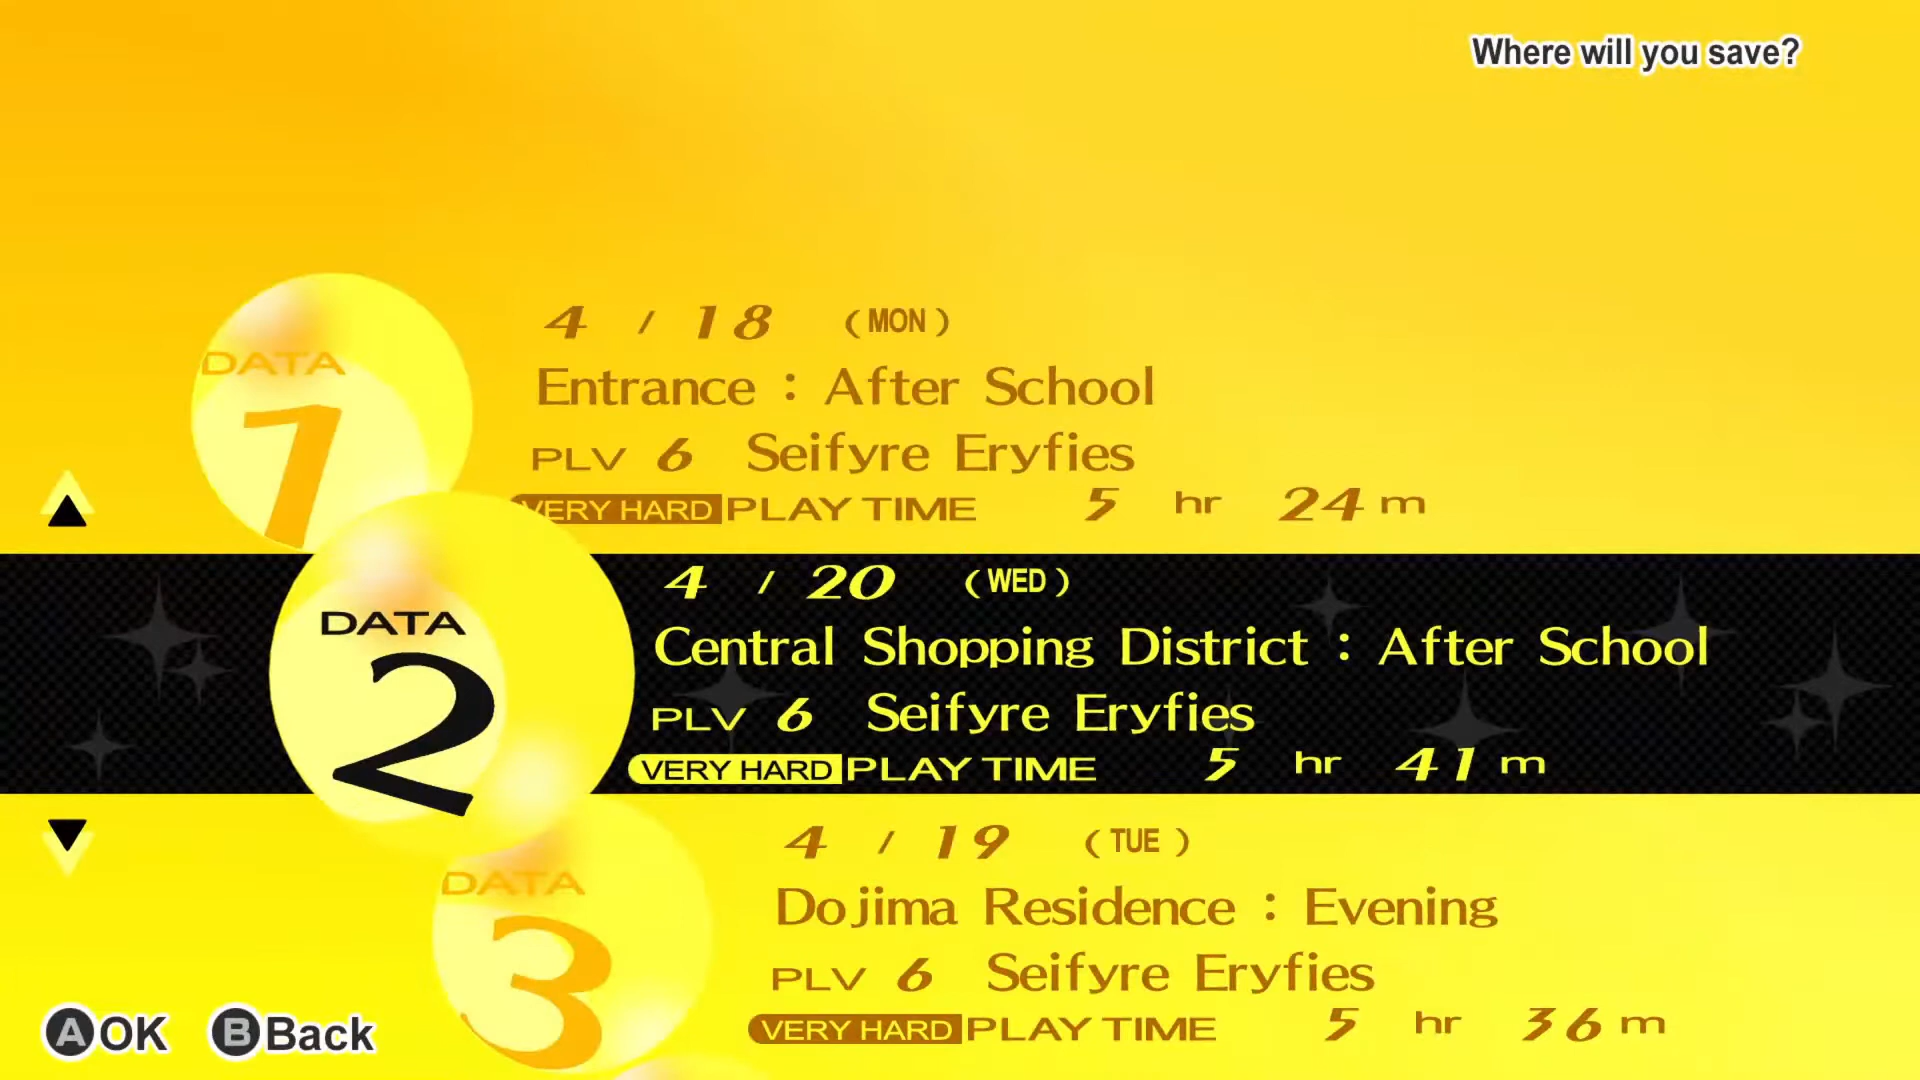 Where will you save?
DATA 1
4 / 18 (MON)
Entrance : After School
PLV 6 Seifyre Eryfies
VERY HARD PLAY TIME 5 hr 24 m
DATA 2
4 / 20 (WED)
Central Shopping District : After School
PLV 6 Seifyre Eryfies
VERY HARD PLAY TIME 5 hr 41 m
DATA 3
4 / 19 (TUE)
Dojima Residence : Evening
PLV 6 Seifyre Eryfies
VERY HARD PLAY TIME 5 hr 36 m
A OK B Back